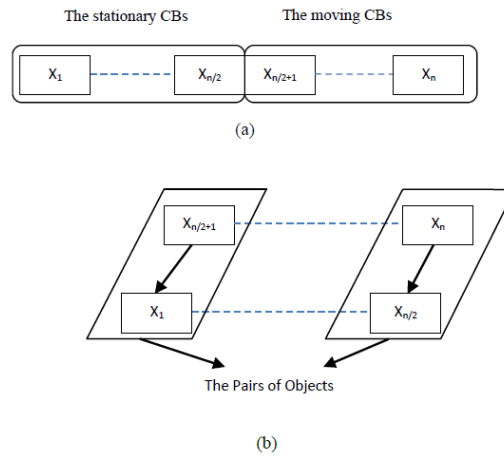 The stationary CBs The moving CBs
X1 Xn/2 Xn/2+1 Xn
(a)
Xn/2+1 Xn
X1 Xn/2
The Pairs of Objects
(b)